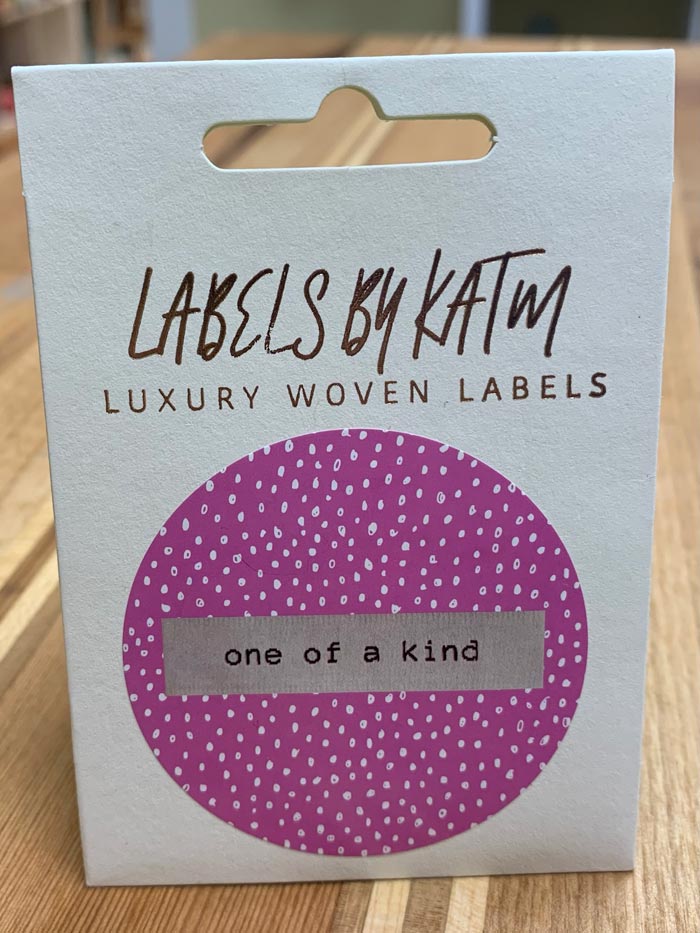 LABELS BY KATM
LUXURY WOVEN LABELS
one of a kind